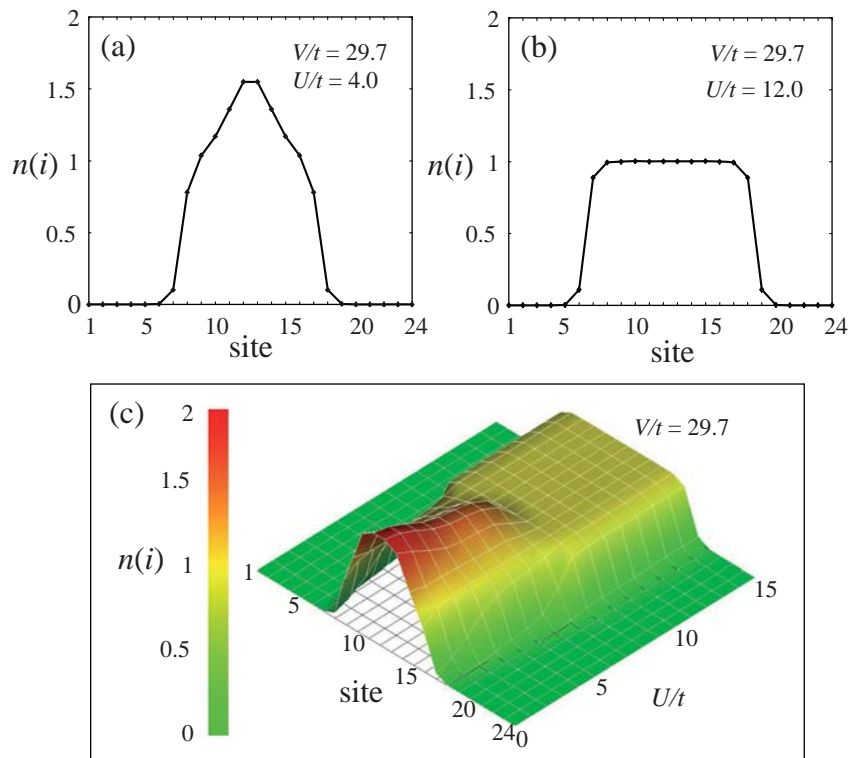 2
(a)
V/t = 29.7
U/t = 4.0
1.5
n(i)
1
0.5
0
1 5 10 15 20 24
site
2
(b)
V/t = 29.7
U/t = 12.0
1.5
n(i)
1
0.5
0
1 5 10 15 20 24
site
(c)
V/t = 29.7
2
1.5
n(i)
1
0.5
0
1
5
10
15
20
24
site
0
5
10
15
U/t